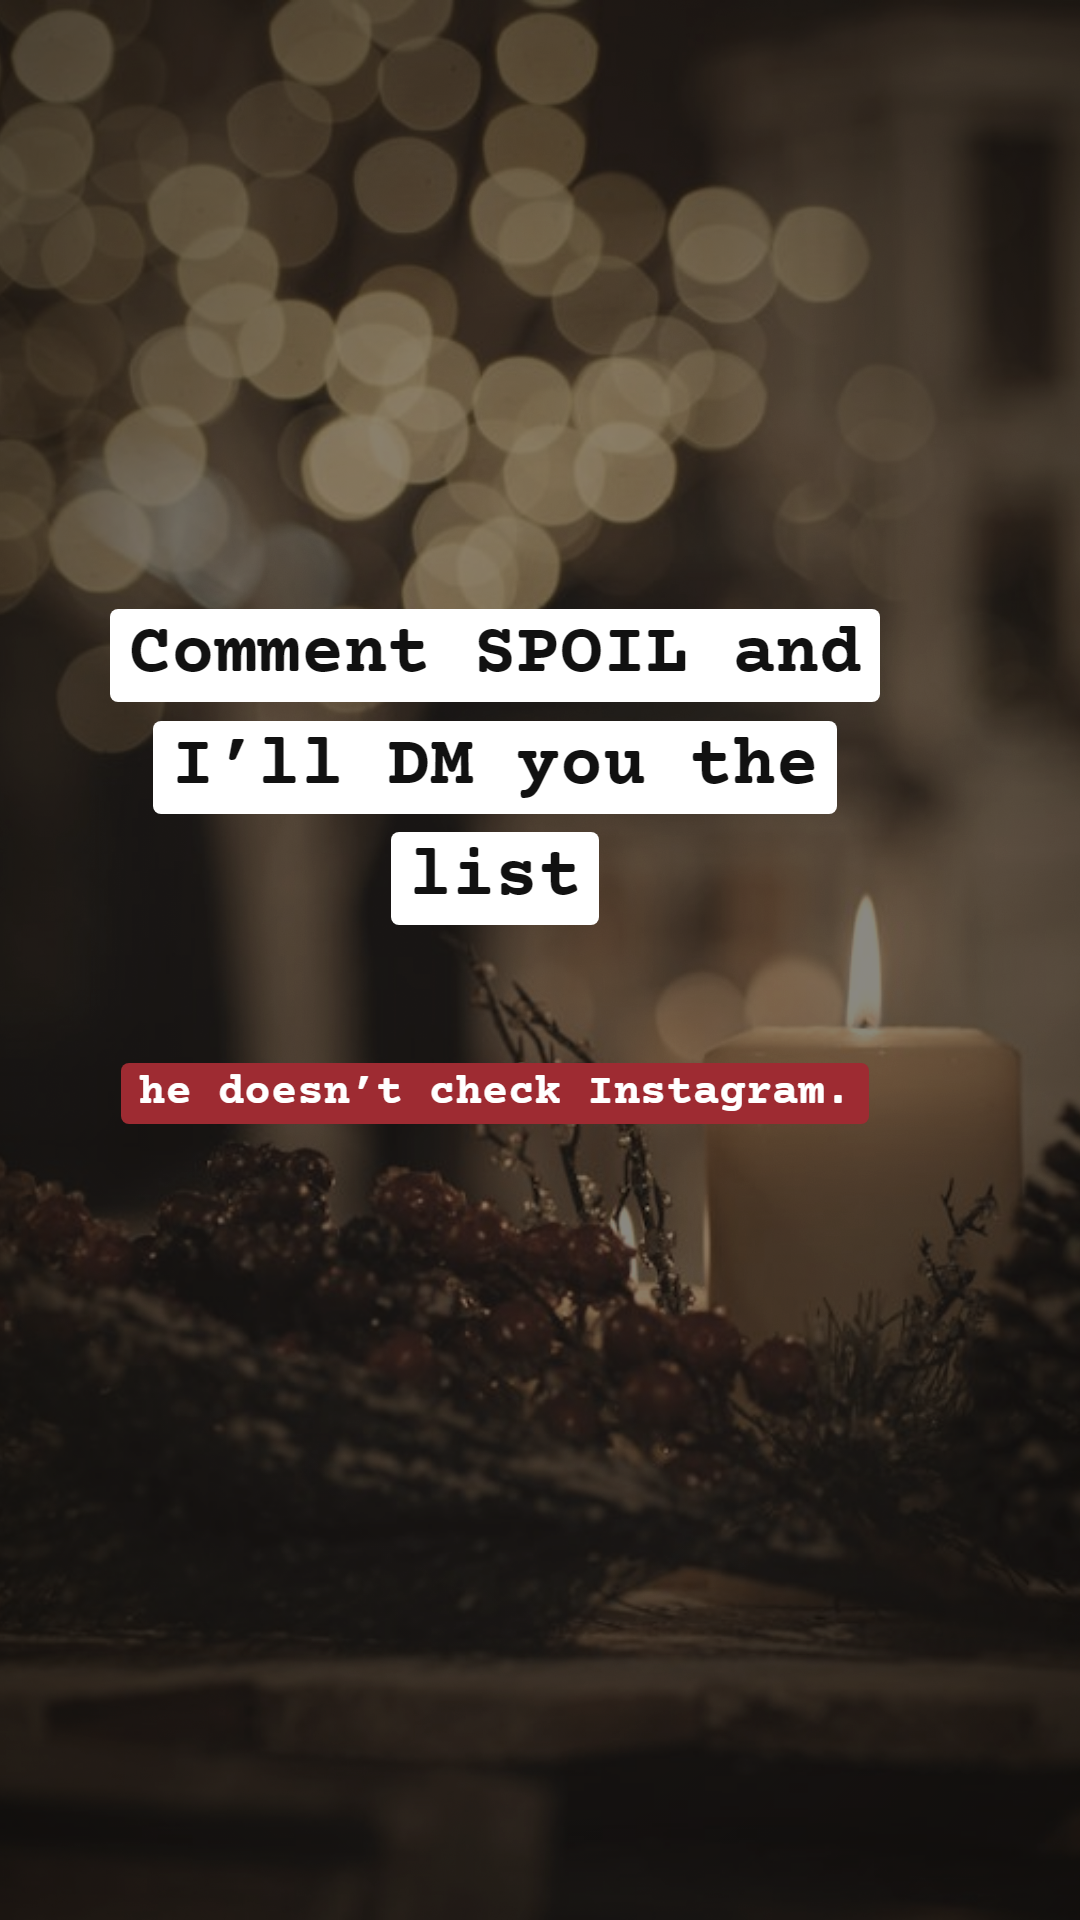 Comment SPOIL and
I’ll DM you the
list
he doesn’t check Instagram.